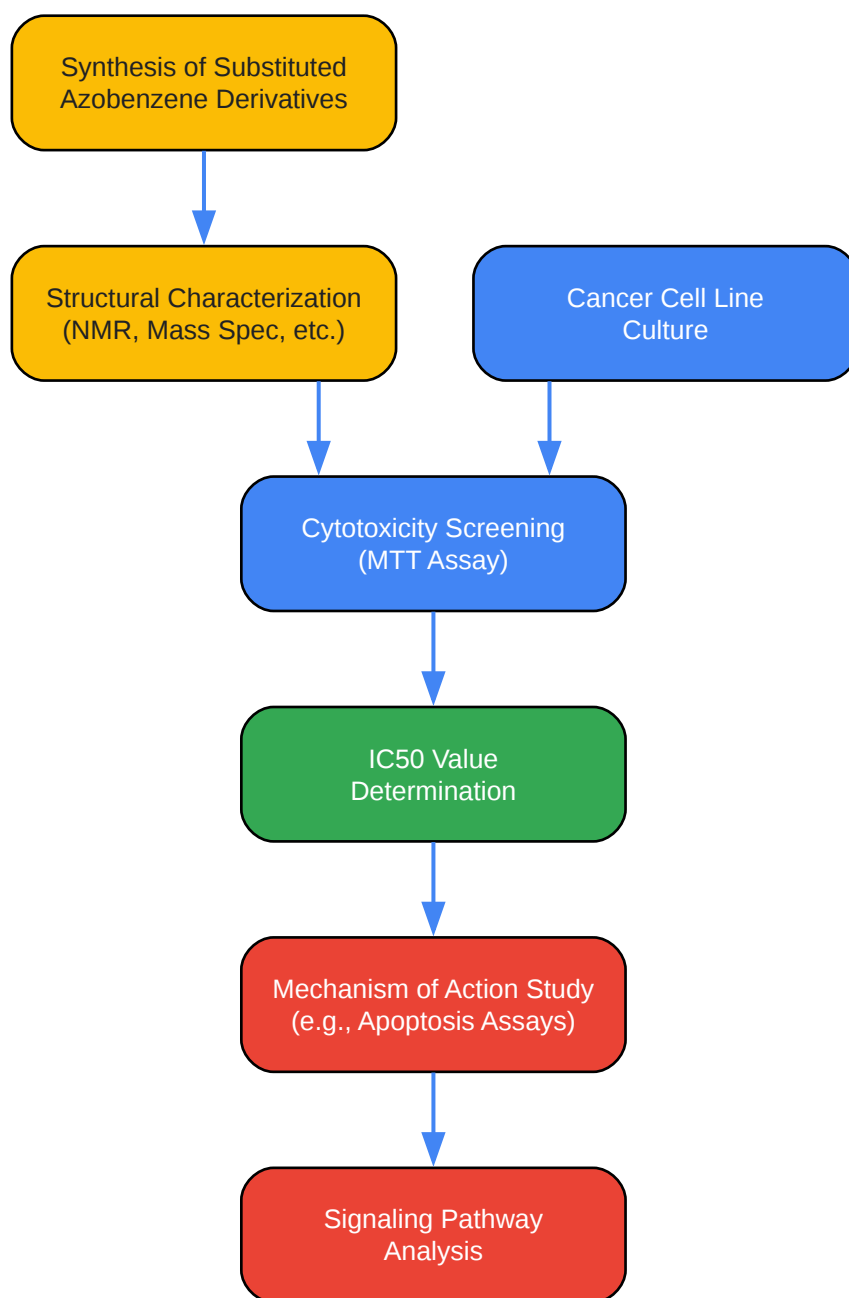 Synthesis of Substituted
Azobenzene Derivatives
Structural Characterization
(NMR, Mass Spec, etc.)
Cancer Cell Line
Culture
Cytotoxicity Screening
(MTT Assay)
IC50 Value
Determination
Mechanism of Action Study
(e.g., Apoptosis Assays)
Signaling Pathway
Analysis